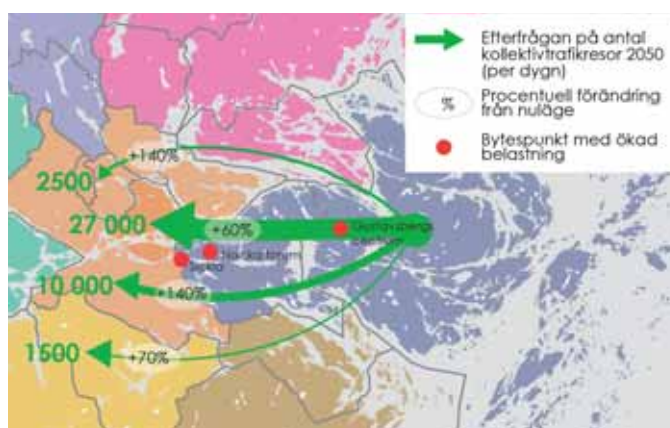 Efterfrågan på antal
kollektivtrafikresor 2050
(per dygn)
% Procentuell förändring
från nuläge
Bytespunkt med ökad
belastning
+140%
2500
27 000
+60%
Gustavsbergs
centrum
Nacka forum
Sickla
10 000
+140%
1500
+70%